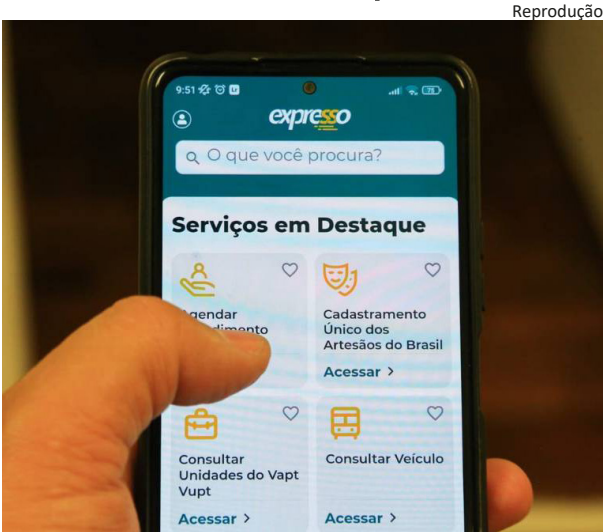 Reprodução
9:51
expresso
O que você procura?
Serviços em Destaque
Agendar
Cadastramento
Único dos
Artesãos do Brasil
Acessar >
Consultar
Unidades do Vapt
Vupt
Acessar >
Consultar Veículo
Acessar >